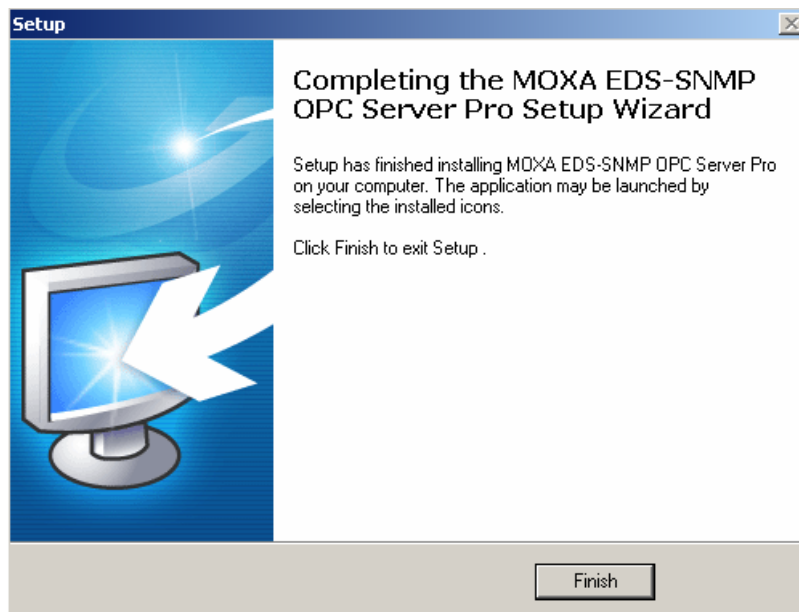 Setup
Completing the MOXA EDS-SNMP
OPC Server Pro Setup Wizard
Setup has finished installing MOXA EDS-SNMP OPC Server Pro
on your computer. The application may be launched by
selecting the installed icons.
Click Finish to exit Setup .
Finish